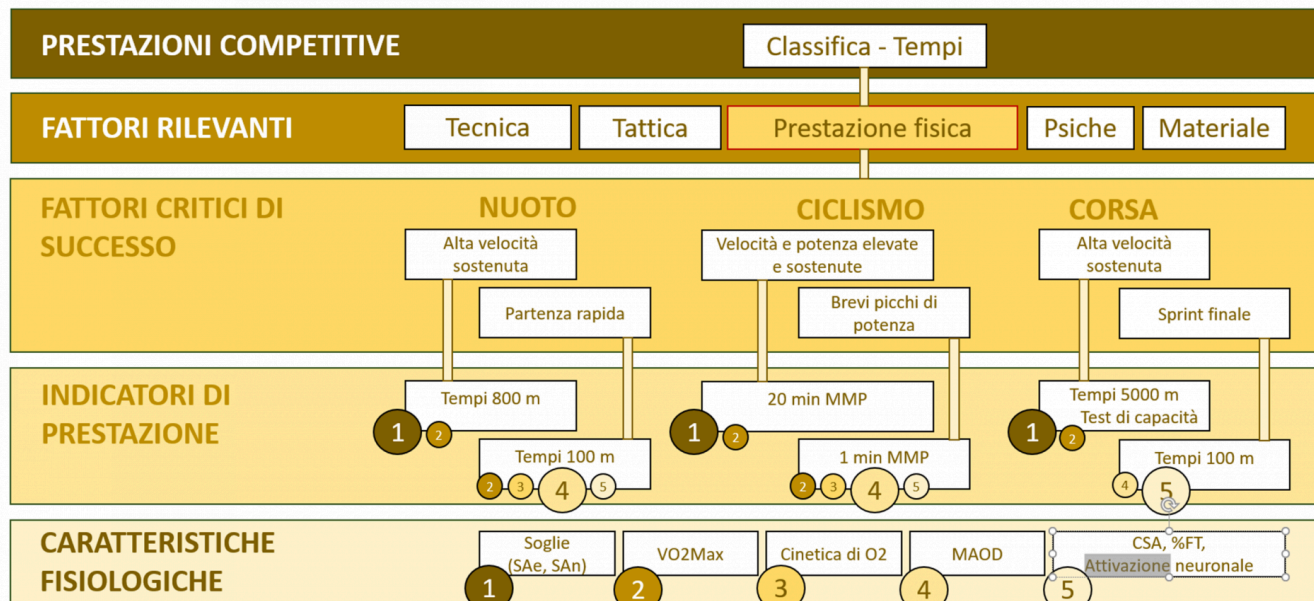 PRESTAZIONI COMPETITIVE
Classifica - Tempi
FATTORI RILEVANTI
Tecnica
Tattica
Prestazione fisica
Psiche
Materiale
FATTORI CRITICI DI
SUCCESSO
NUOTO
CICLISMO
CORSA
Alta velocità
sostenuta
Velocità e potenza elevate
e sostenute
Alta velocità
sostenuta
Partenza rapida
Brevi picchi di
potenza
Sprint finale
INDICATORI DI
PRESTAZIONE
Tempi 800 m
1
2
20 min MMP
1
2
Tempi 5000 m
Test di capacità
1
2
Tempi 100 m
2
3
4
5
1 min MMP
2
3
4
5
Tempi 100 m
4
5
CARATTERISTICHE
FISIOLOGICHE
Soglie
(SAe, SAn)
1
VO2Max
2
Cinetica di O2
3
MAOD
4
CSA, %FT,
Attivazione neuronale
5